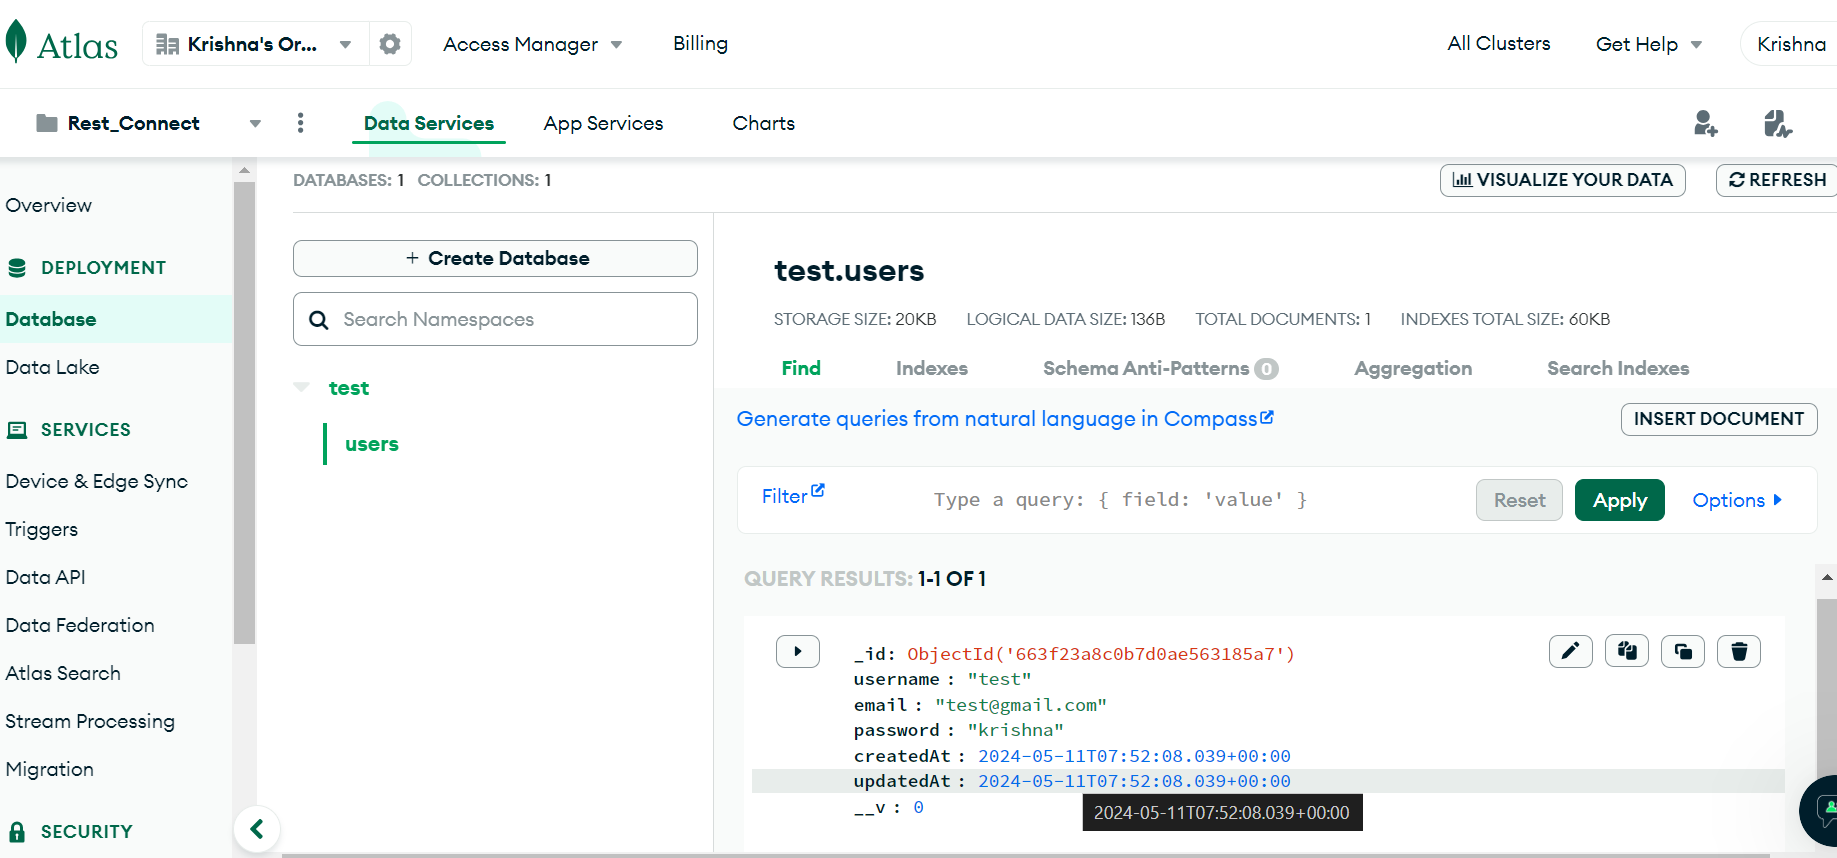 Atlas
Krishna's Or...
Access Manager
Billing
All Clusters
Get Help
Krishna
Rest_Connect
Data Services
App Services
Charts
DATABASES: 1 COLLECTIONS: 1
VISUALIZE YOUR DATA
REFRESH
Overview
DEPLOYMENT
Database
Data Lake
SERVICES
Device & Edge Sync
Triggers
Data API
Data Federation
Atlas Search
Stream Processing
Migration
SECURITY
+ Create Database
Search Namespaces
test
users
test.users
STORAGE SIZE: 20KB LOGICAL DATA SIZE: 136B TOTAL DOCUMENTS: 1 INDEXES TOTAL SIZE: 60KB
Find Indexes Schema Anti-Patterns 0 Aggregation Search Indexes
Generate queries from natural language in Compass
INSERT DOCUMENT
Filter
Type a query: { field: 'value' }
Reset
Apply
Options
QUERY RESULTS: 1-1 OF 1
_id: ObjectId('663f23a8c0b7d0ae563185a7')
username : "test"
email : "test@gmail.com"
password : "krishna"
createdAt : 2024-05-11T07:52:08.039+00:00
updatedAt : 2024-05-11T07:52:08.039+00:00
__v : 0
2024-05-11T07:52:08.039+00:00